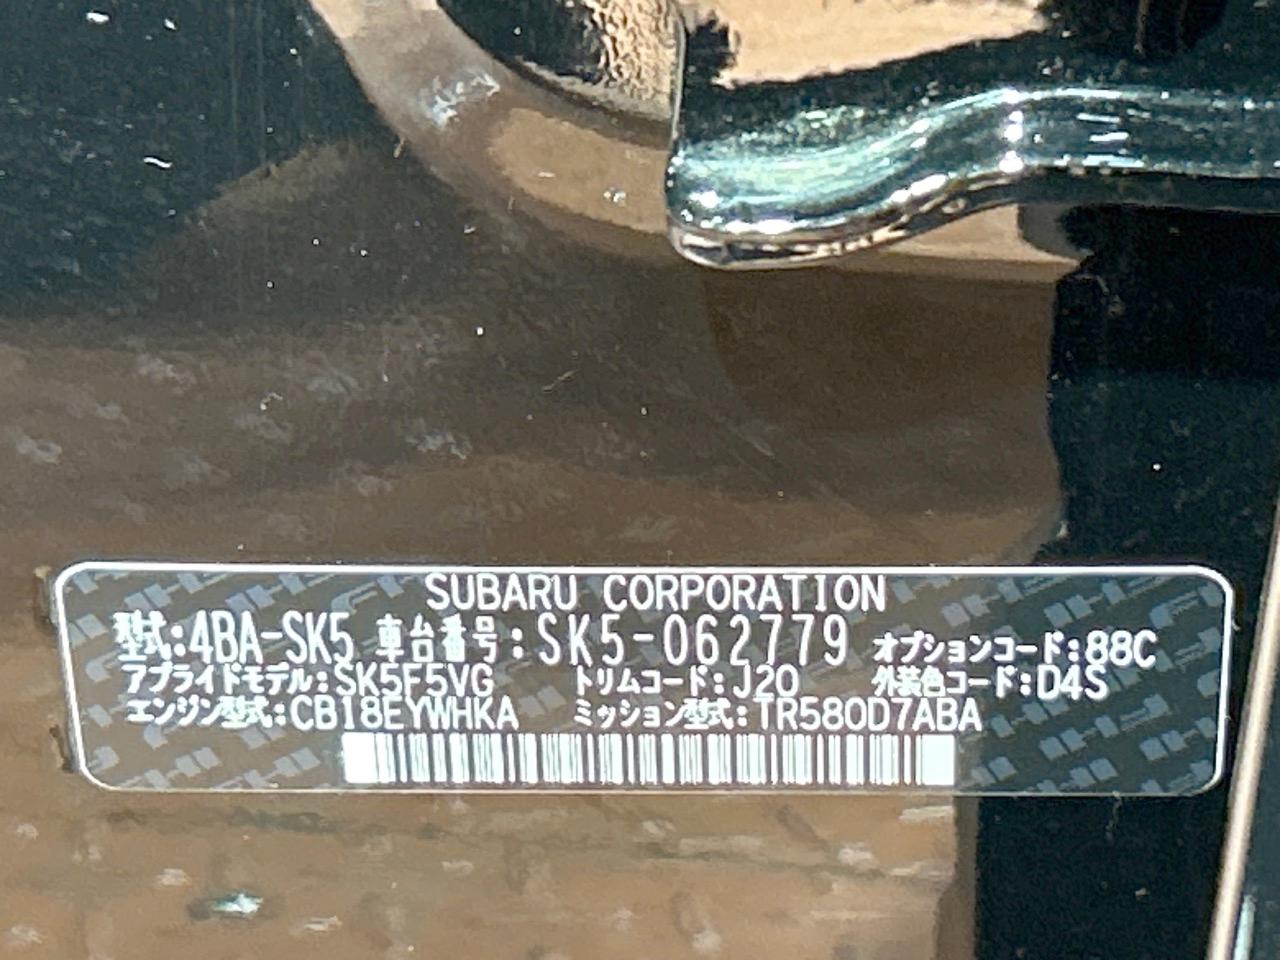 SUBARU CORPORATION
型式:4BA-SK5 車台番号:SK5-062779 オプションコード:88C
アプライドモデル:SK5F5VG トリムコード:J20 外装色コード:D4S
エンジン型式:CB18EYWHKA ミッション型式:TR580D7ABA